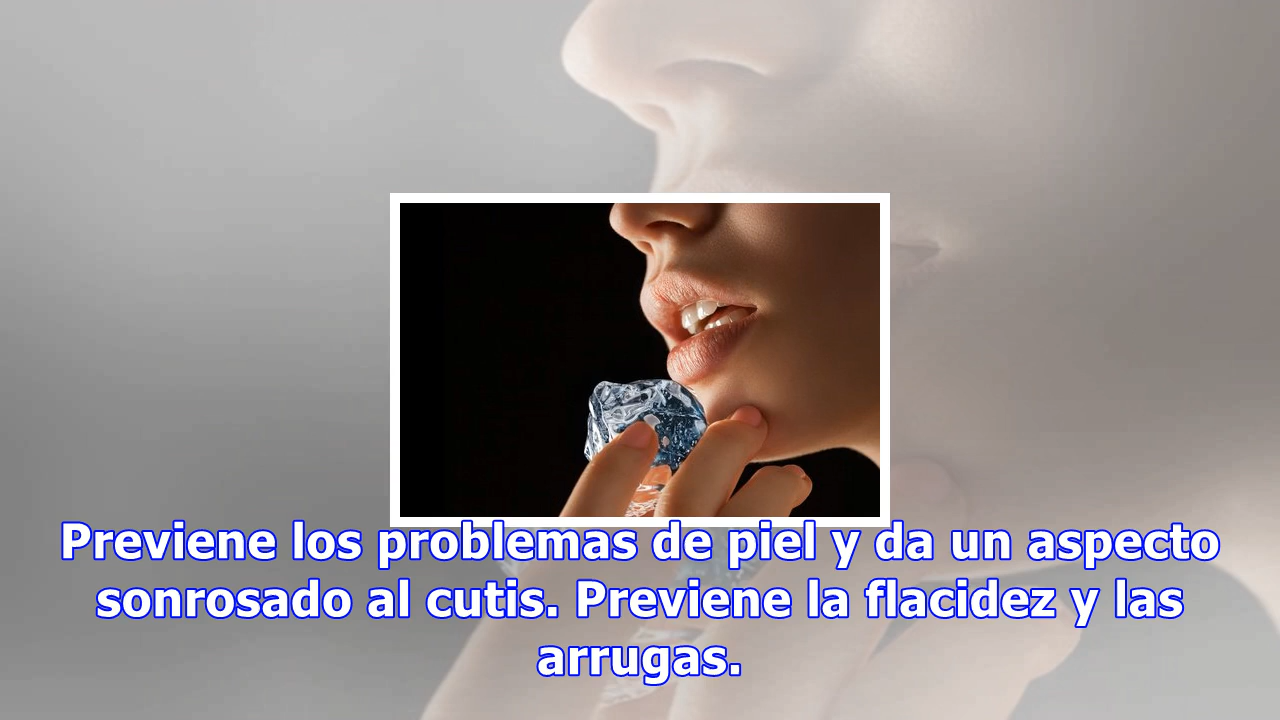 Previene los problemas de piel y da un aspecto
sonrosado al cutis. Previene la flacidez y las
arrugas.